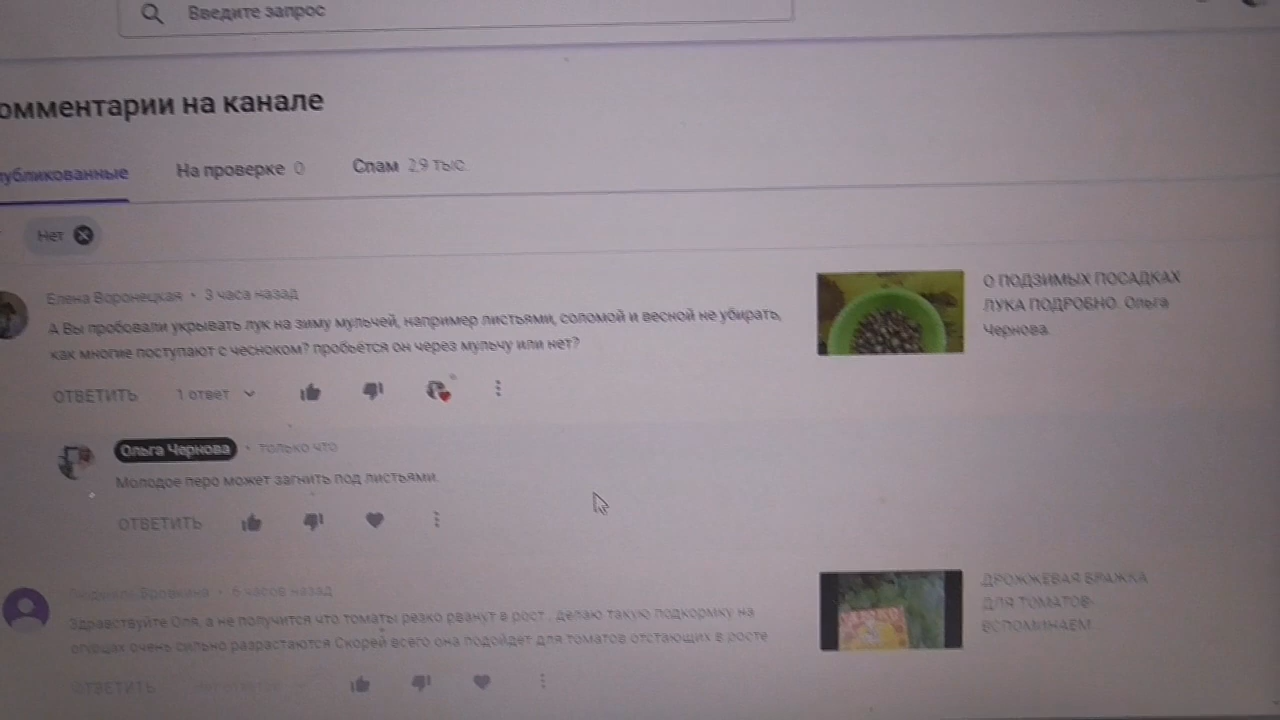 Введите запрос
омментарии на канале
убликованные
На проверке 0
Спам 2,9 тыс.
Нет
Елена Воронецкая • 3 часа назад
А Вы пробовали укрывать лук на зиму мульчей, например листьями, соломой и весной не убирать,
как многие поступают с чесноком? пробьётся он через мульчу или нет?
ОТВЕТИТЬ
1 ответ
О ПОДЗИМЫХ ПОСАДКАХ
ЛУКА ПОДРОБНО. Ольга
Чернова.
Ольга Чернова • только что
Молодое перо может загнить под листьями.
ОТВЕТИТЬ
• 6 часов назад
Здравствуйте Оля, а не получится что томаты резко рванут в рост , делаю такую подкормку на
огурцах очень сильно разрастаются Скорей всего она подойдет для томатов отстающих в росте
ОТВЕТИТЬ
ДРОЖЖЕВАЯ БРАЖКА
ДЛЯ ТОМАТОВ-
ВСПОМИНАЕМ...